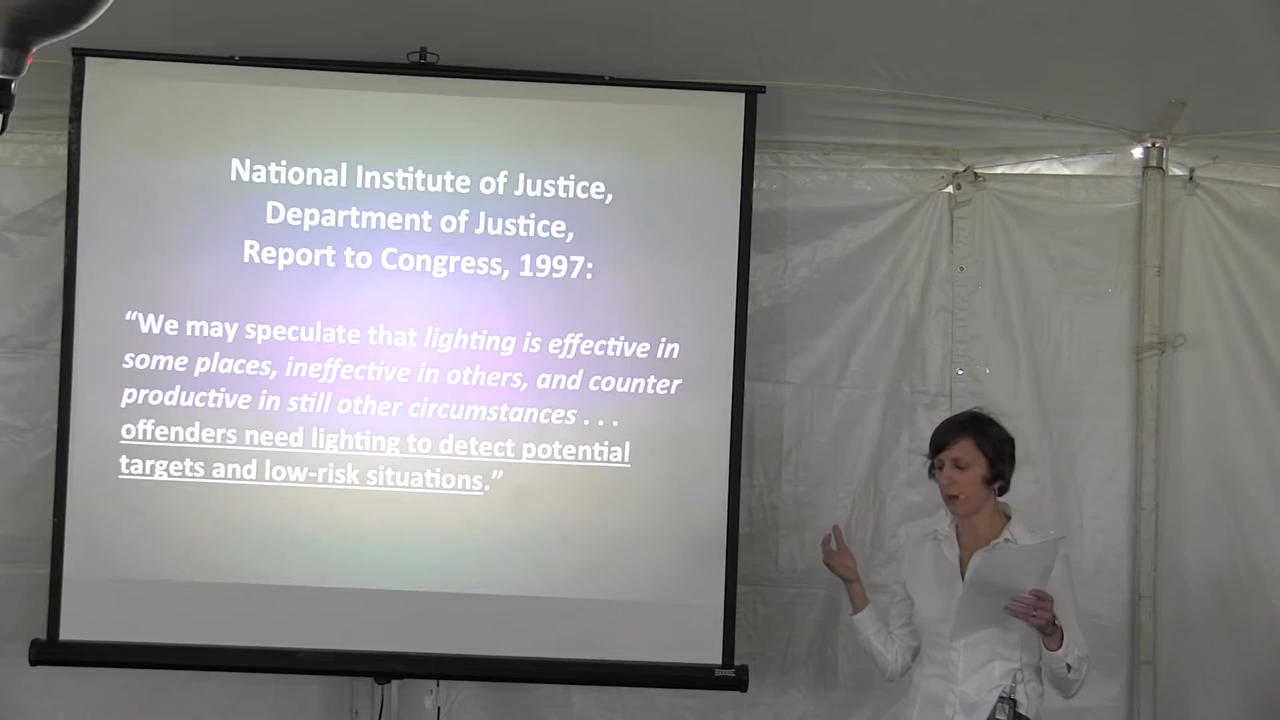 National Institute of Justice,
Department of Justice,
Report to Congress, 1997:
“We may speculate that lighting is effective in
some places, ineffective in others, and counter
productive in still other circumstances . . .
offenders need lighting to detect potential
targets and low-risk situations.”